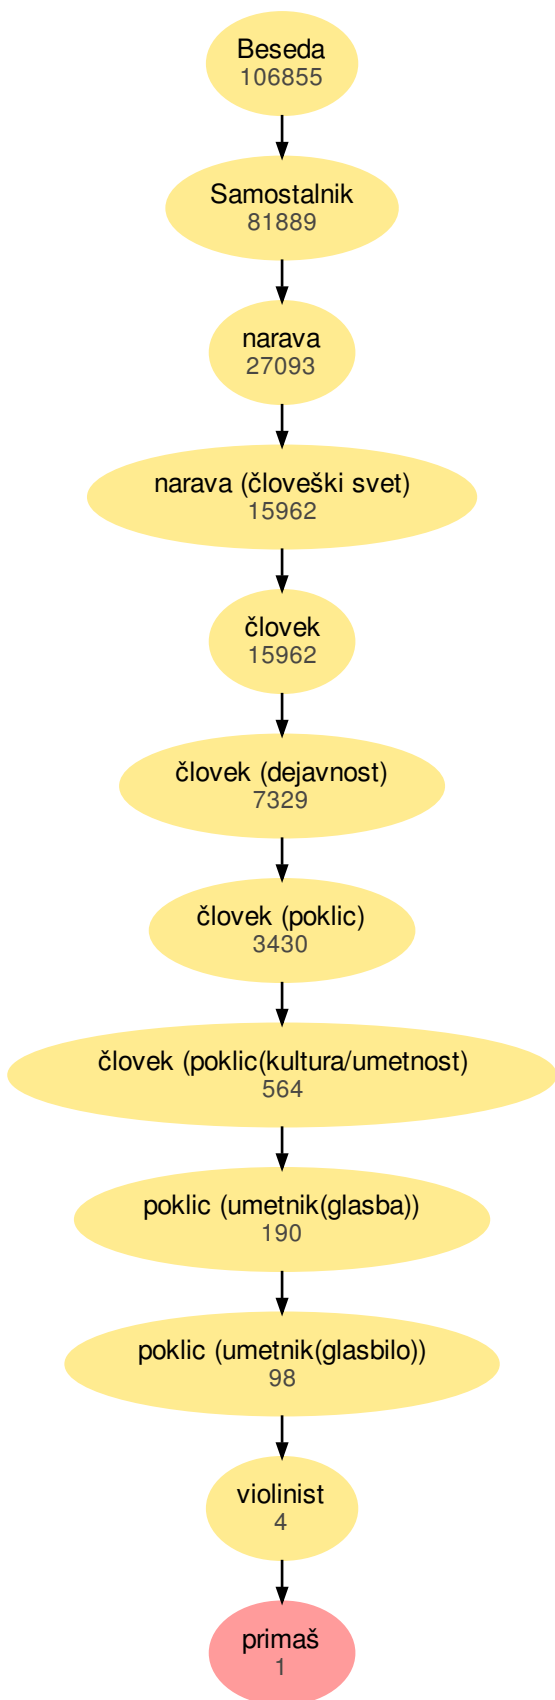 Beseda
106855
Samostalnik
81889
narava
27093
narava (človeški svet)
15962
človek
15962
človek (dejavnost)
7329
človek (poklic)
3430
človek (poklic(kultura/umetnost)
564
poklic (umetnik(glasba))
190
poklic (umetnik(glasbilo))
98
violinist
4
primaš
1